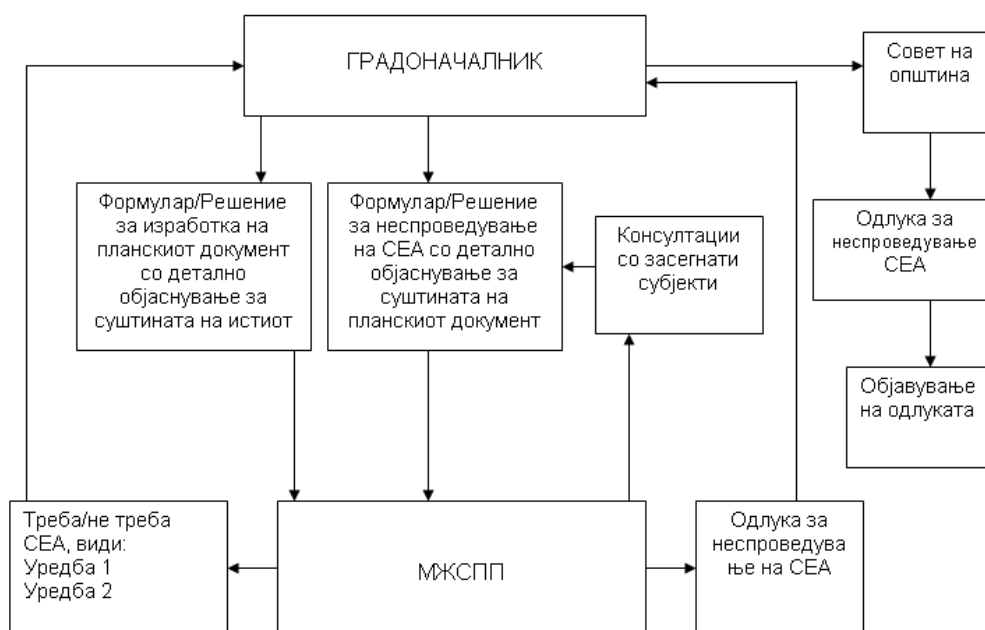 ГРАДОНАЧАЛНИК
Совет на
општина
Формулар/Решение
за изработка на
планскиот документ
со детално
објаснување за
суштината на истиот
Формулар/Решение
за неспроведување
на СЕА со детално
објаснување за
суштината на
планскиот документ
Консултации
со засегнати
субјекти
Одлука за
неспроведување
СЕА
Објавување
на одлуката
Треба/не треба
СЕА, види:
Уредба 1
Уредба 2
МЖСПП
Одлука за
неспроведува
ње на СЕА